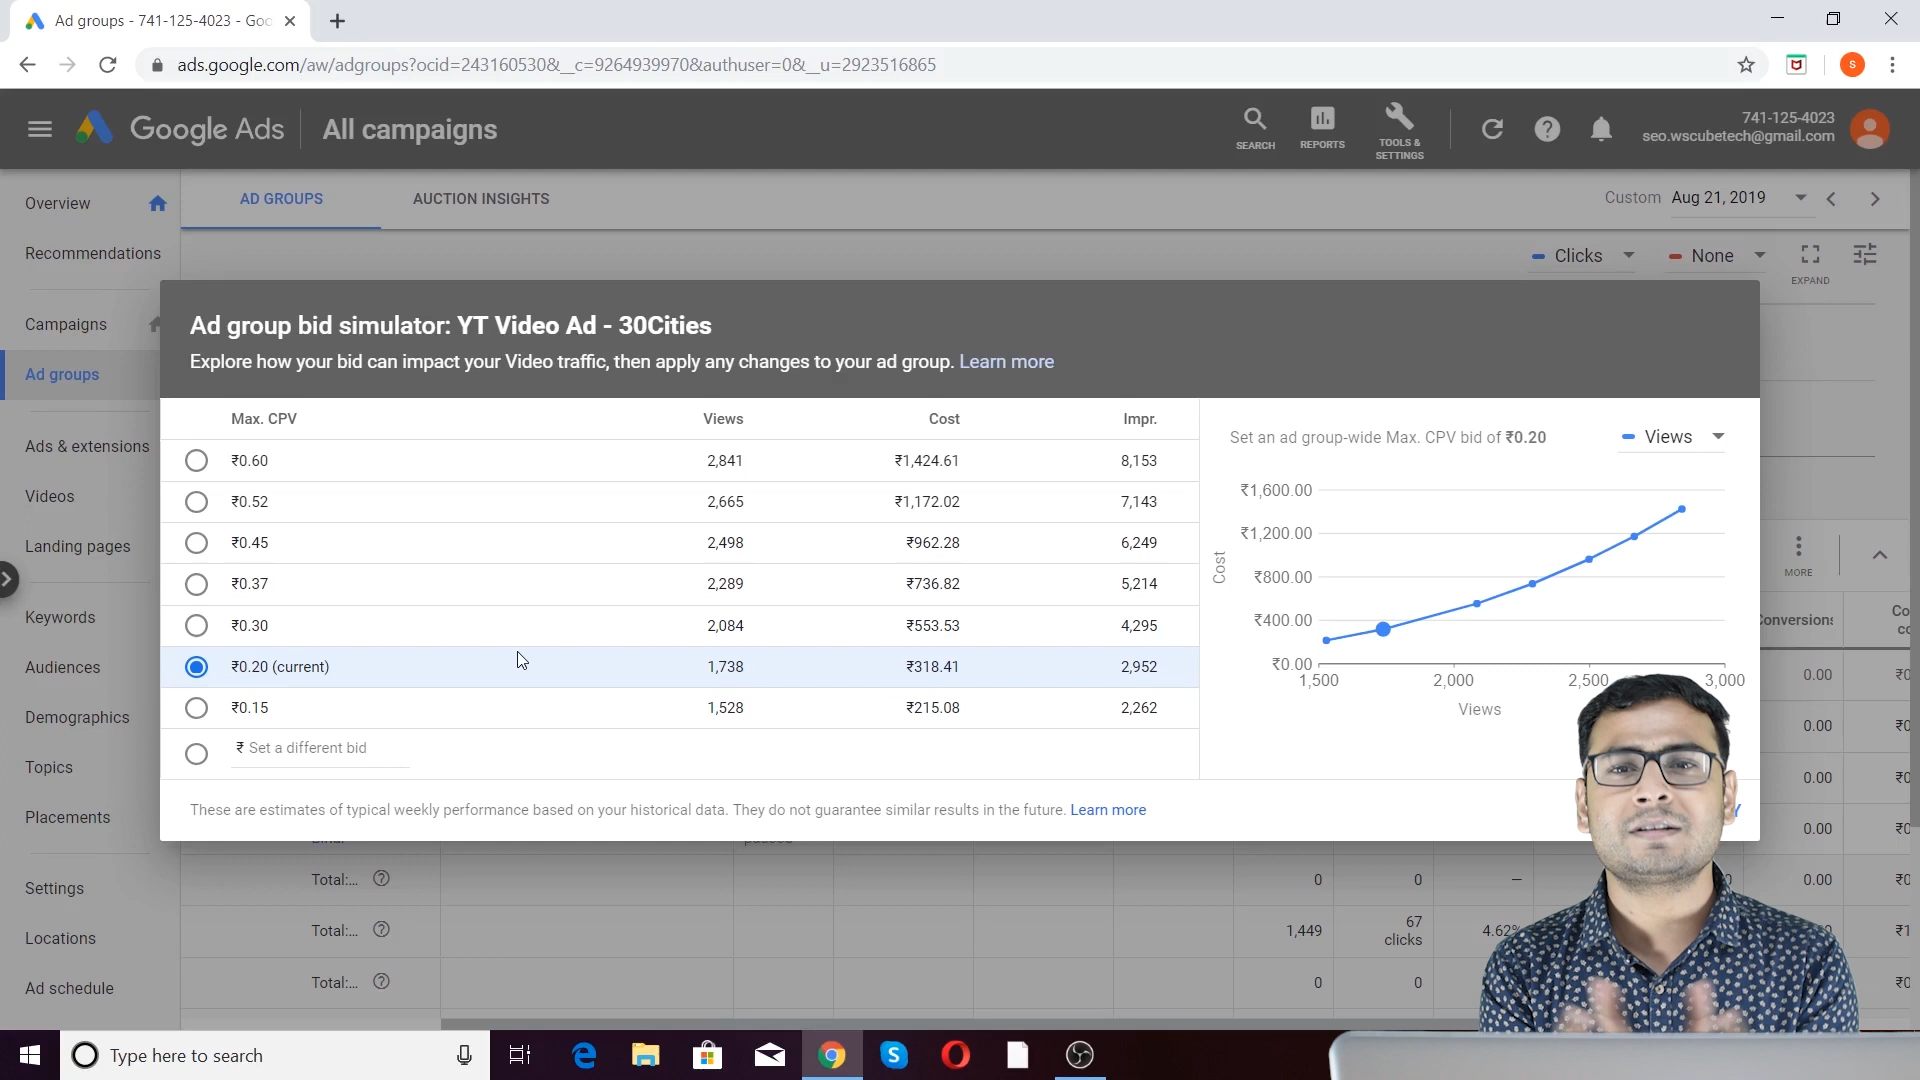 Ad groups - 741-125-4023 - Goo
ads.google.com/aw/adgroups?ocid=243160530&__c=9264939970&authuser=0&__u=2923516865
S
Google Ads
All campaigns
SEARCH
REPORTS
TOOLS &
SETTINGS
741-125-4023
seo.wscubetech@gmail.com
Overview
AD GROUPS
AUCTION INSIGHTS
Custom Aug 21, 2019
Recommendations
Clicks
None
EXPAND
Campaigns
Ad groups
Ads & extensions
Videos
Landing pages
Keywords
Audiences
Demographics
Topics
Placements
Settings
Locations
Ad schedule
Ad group bid simulator: YT Video Ad - 30Cities
Explore how your bid can impact your Video traffic, then apply any changes to your ad group. Learn more
Max. CPV Views Cost Impr.
₹0.60 2,841 ₹1,424.61 8,153
₹0.52 2,665 ₹1,172.02 7,143
₹0.45 2,498 ₹962.28 6,249
₹0.37 2,289 ₹736.82 5,214
₹0.30 2,084 ₹553.53 4,295
₹0.20 (current) 1,738 ₹318.41 2,952
₹0.15 1,528 ₹215.08 2,262
₹ Set a different bid
These are estimates of typical weekly performance based on your historical data. They do not guarantee similar results in the future. Learn more
Set an ad group-wide Max. CPV bid of ₹0.20
Views
₹1,600.00
₹1,200.00
₹800.00
₹400.00
₹0.00
Cost
1,500 2,000 2,500 3,000
Views
MORE
Conversions
0.00
0.00
0.00
0.00
Total:... 0 0 — 0.00
Total:... 1,449 67 clicks 4.62%
Total:... 0 0
Type here to search